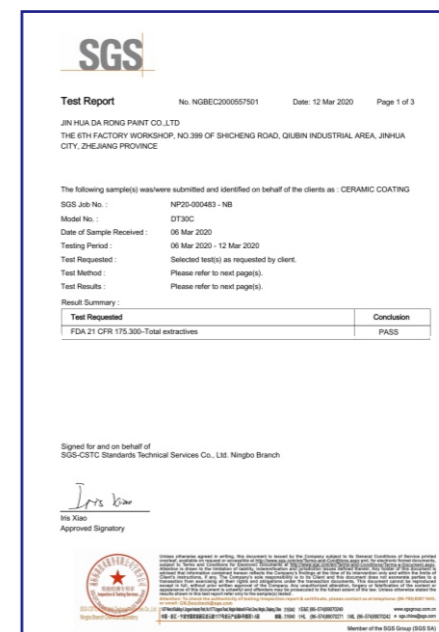 SGS
Test Report No. NGBEC2000557501 Date: 12 Mar 2020 Page 1 of 3
JIN HUA DA RONG PAINT CO.,LTD
THE 6TH FACTORY WORKSHOP, NO.399 OF SHICHENG ROAD, QIUBIN INDUSTRIAL AREA, JINHUA
CITY, ZHEJIANG PROVINCE
The following sample(s) was/were submitted and identified on behalf of the clients as : CERAMIC COATING
SGS Job No. : NP20-000483 - NB
Model No. : DT30C
Date of Sample Received : 06 Mar 2020
Testing Period : 06 Mar 2020 - 12 Mar 2020
Test Requested : Selected test(s) as requested by client.
Test Method : Please refer to next page(s).
Test Results : Please refer to next page(s).
Result Summary :
Test Requested Conclusion
FDA 21 CFR 175.300–Total extractives PASS
Signed for and on behalf of
SGS-CSTC Standards Technical Services Co., Ltd. Ningbo Branch
Iris Xiao
Iris Xiao
Approved Signatory
Member of the SGS Group (SGS SA)